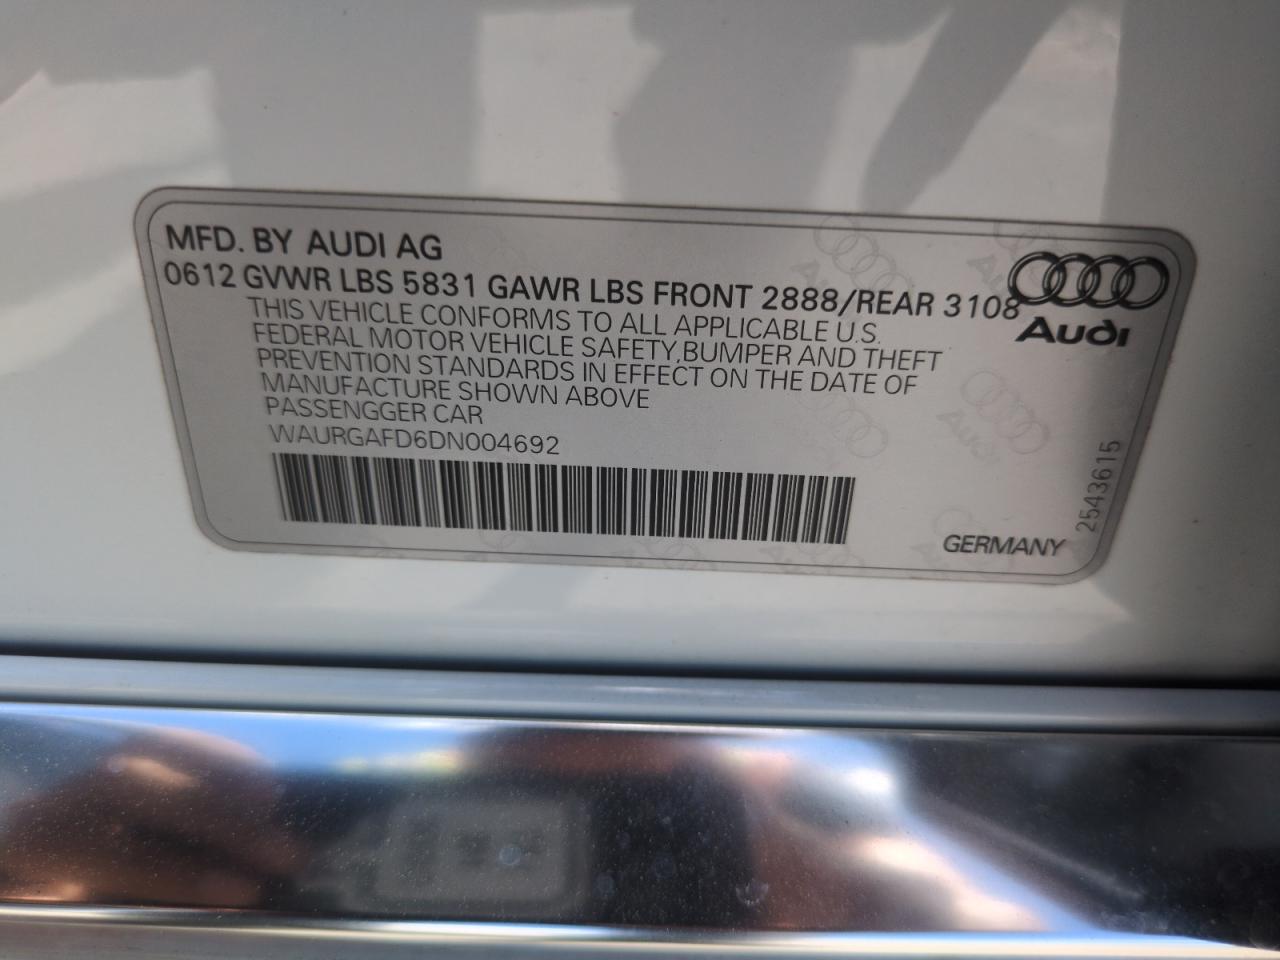 MFD. BY AUDI AG
0612 GVWR LBS 5831 GAWR LBS FRONT 2888/REAR 3108
THIS VEHICLE CONFORMS TO ALL APPLICABLE U.S.
FEDERAL MOTOR VEHICLE SAFETY,BUMPER AND THEFT
PREVENTION STANDARDS IN EFFECT ON THE DATE OF
MANUFACTURE SHOWN ABOVE
PASSENGGER CAR
WAURGAFD6DN004692
Audi
2543615
GERMANY